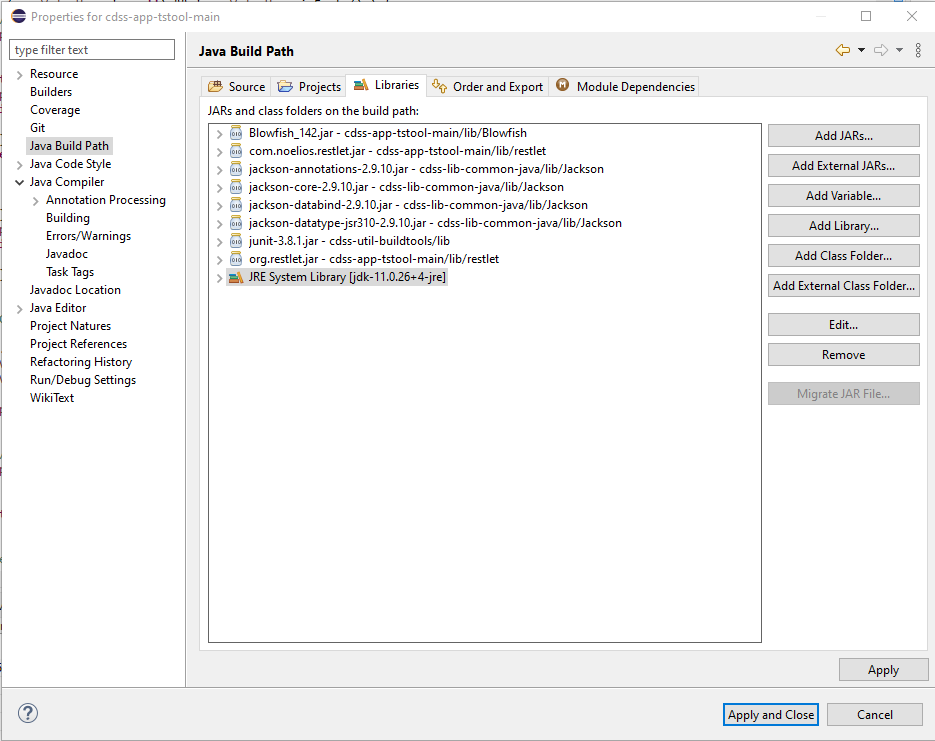 Properties for cdss-app-tstool-main
type filter text
Resource
Builders
Coverage
Git
Java Build Path
Java Code Style
Java Compiler
Annotation Processing
Building
Errors/Warnings
Javadoc
Task Tags
Javadoc Location
Java Editor
Project Natures
Project References
Refactoring History
Run/Debug Settings
WikiText
Java Build Path
Source Projects Libraries Order and Export Module Dependencies
JARs and class folders on the build path:
Blowfish_142.jar - cdss-app-tstool-main/lib/Blowfish
com.noelios.restlet.jar - cdss-app-tstool-main/lib/restlet
jackson-annotations-2.9.10.jar - cdss-lib-common-java/lib/Jackson
jackson-core-2.9.10.jar - cdss-lib-common-java/lib/Jackson
jackson-databind-2.9.10.jar - cdss-lib-common-java/lib/Jackson
jackson-datatype-jsr310-2.9.10.jar - cdss-lib-common-java/lib/Jackson
junit-3.8.1.jar - cdss-util-buildtools/lib
org.restlet.jar - cdss-app-tstool-main/lib/restlet
JRE System Library [jdk-11.0.26+4-jre]
Add JARs...
Add External JARs...
Add Variable...
Add Library...
Add Class Folder...
Add External Class Folder...
Edit...
Remove
Migrate JAR File...
Apply
Apply and Close
Cancel